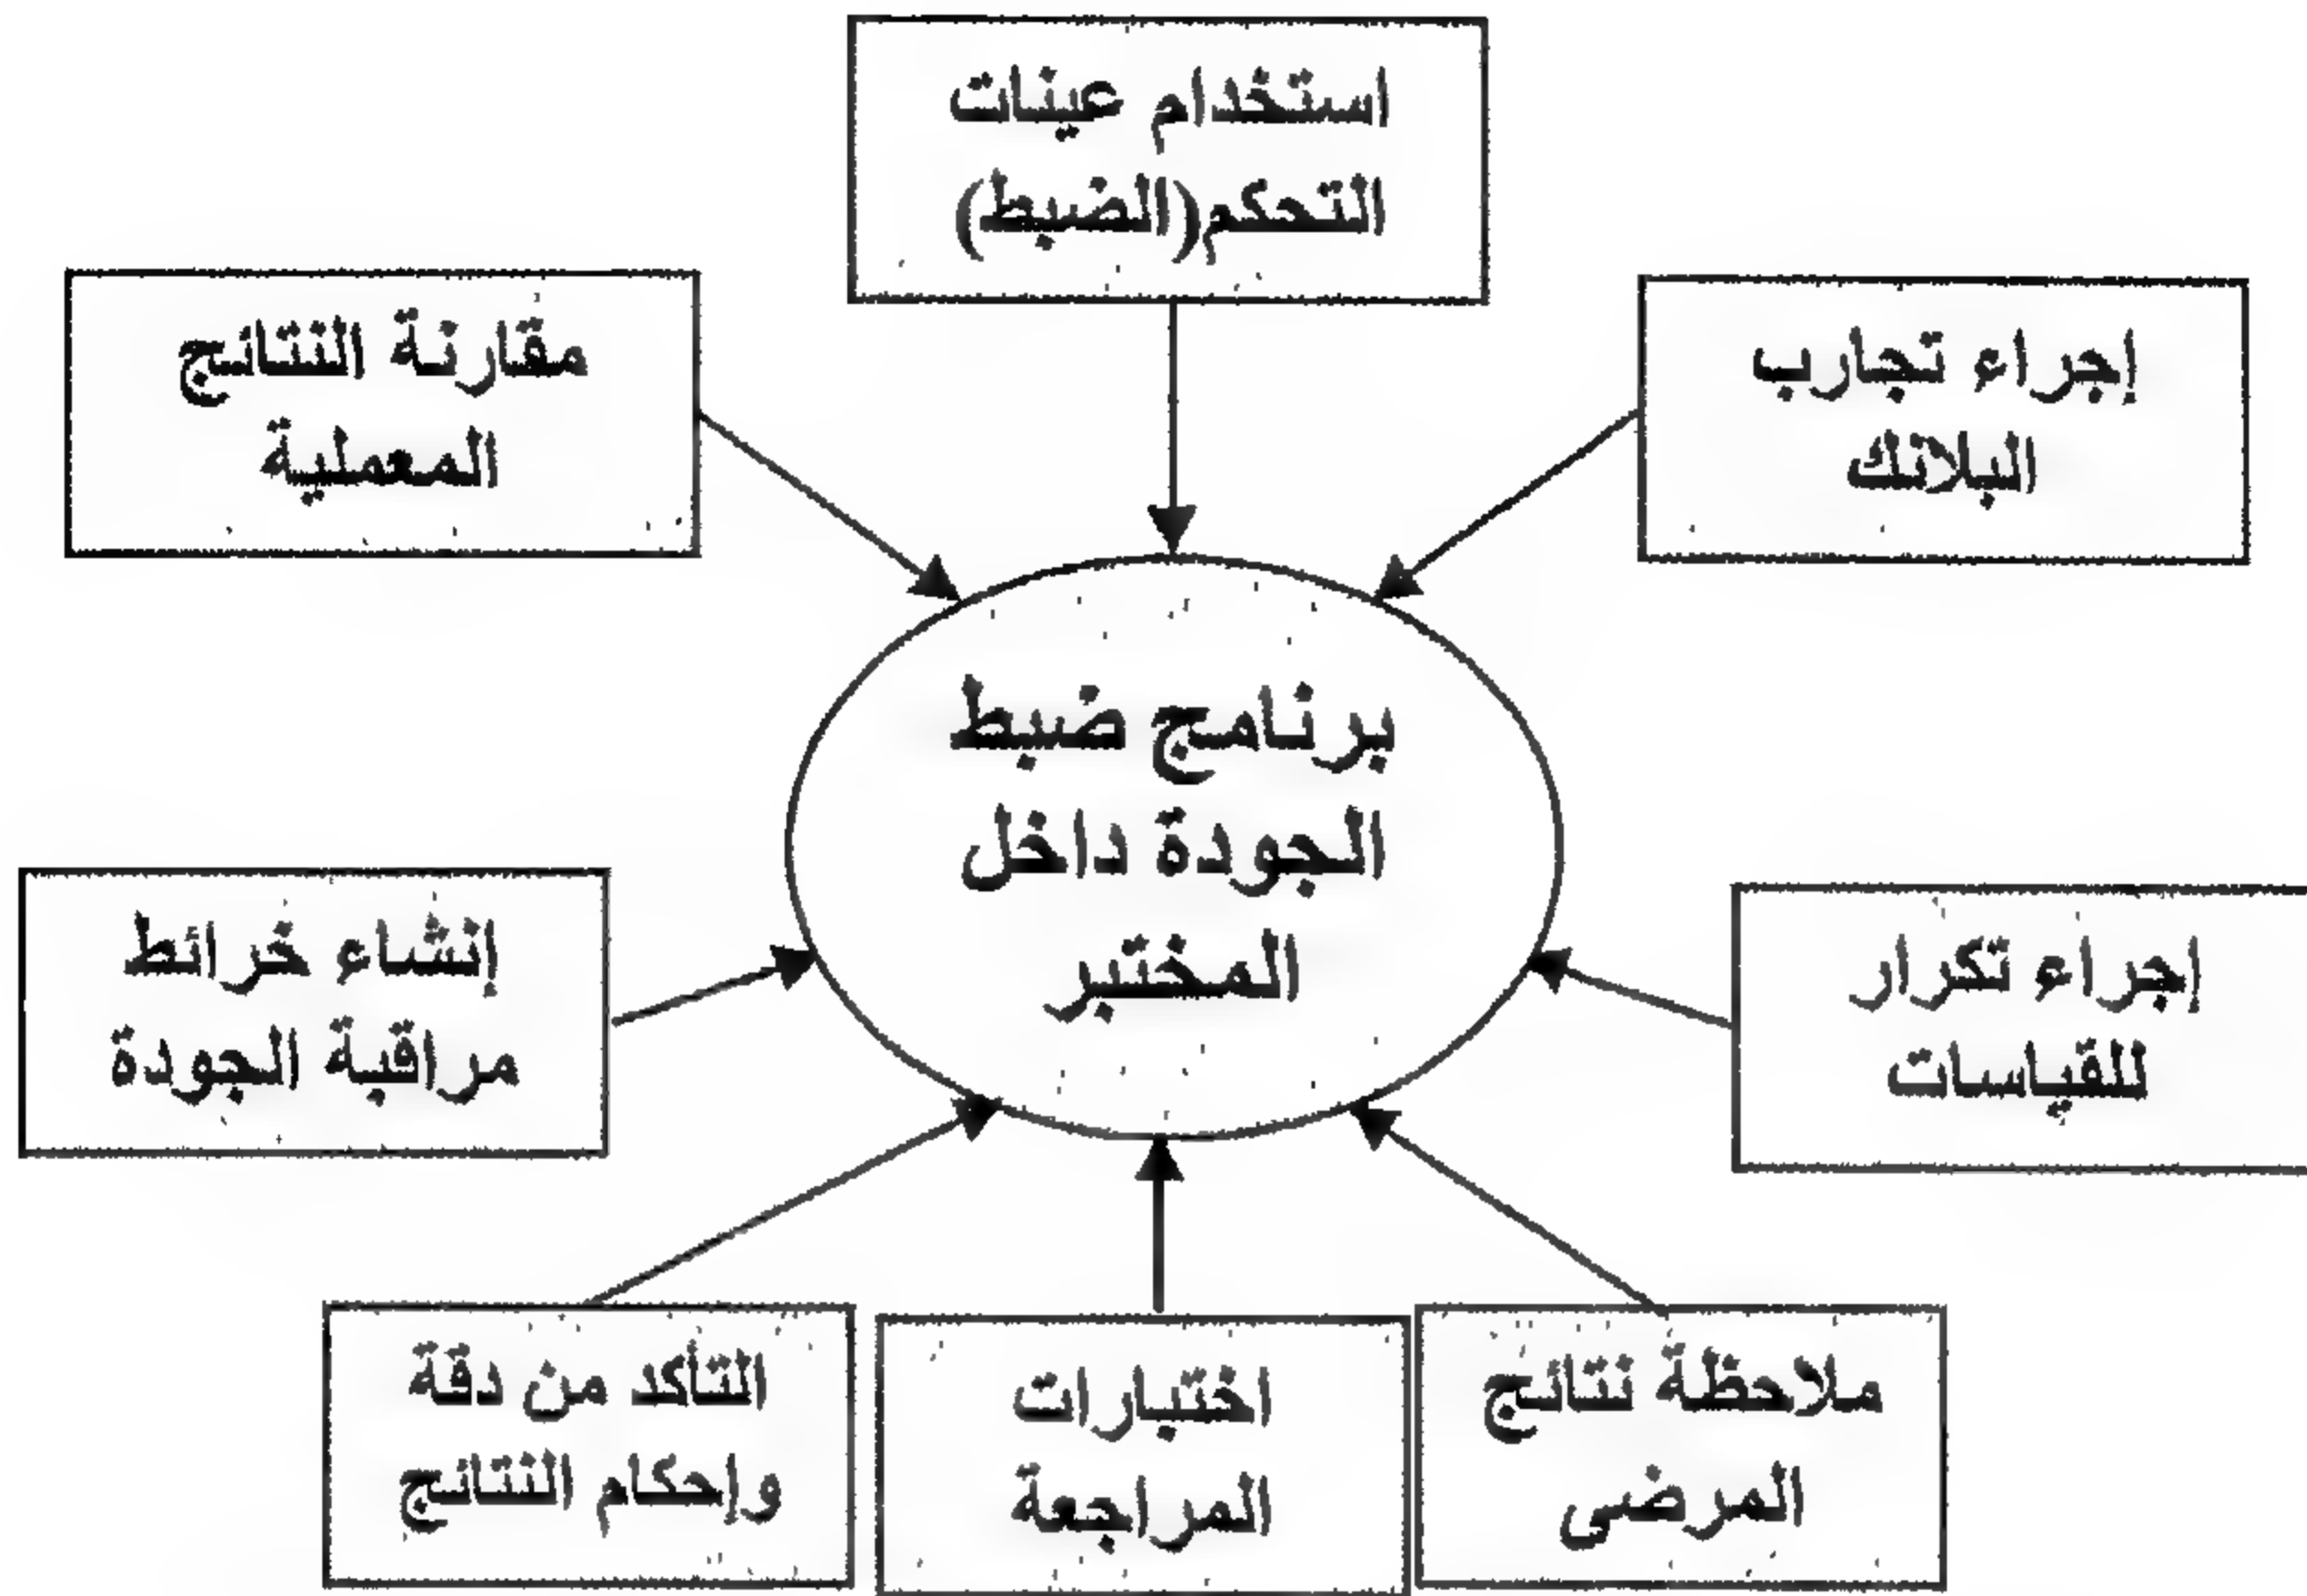 استخدام عينات
التحكم(الضبط)
إجراء تجارب
البلانك
مقارنة النتائج
المعملية
برنامج ضبط
الجودة داخل
المختبر
إجراء تكرار
للقياسات
إنشاء خرائط
مراقبة الجودة
ملاحظة نتائج
المرضى
اختبارات
المراجعة
التأكد من دقة
وإحكام النتائج